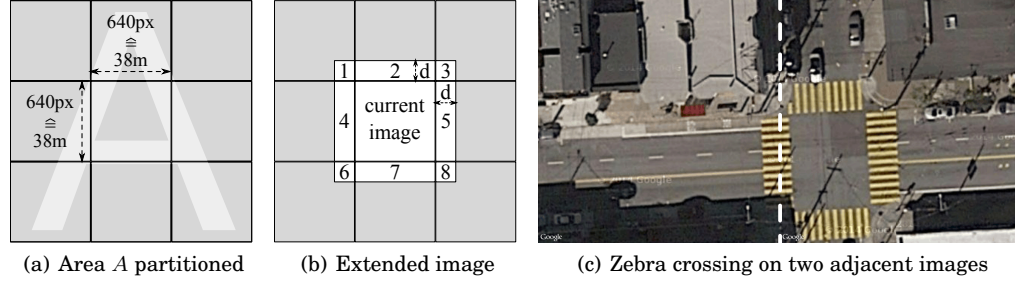 640px
≙
38m
640px
≙
38m
A
(a) Area A partitioned
1 2 d 3
d
4 current image 5
6 7 8
(b) Extended image
Google
Google
(c) Zebra crossing on two adjacent images